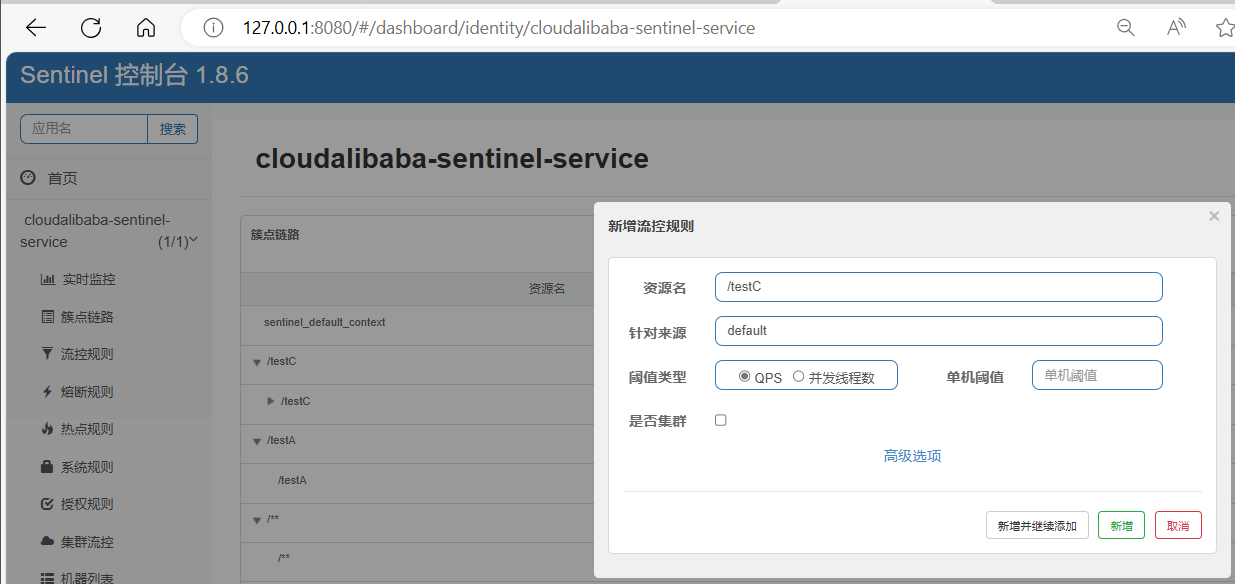 127.0.0.1:8080/#/dashboard/identity/cloudalibaba-sentinel-service
Sentinel 控制台 1.8.6
应用名 搜索
首页
cloudalibaba-sentinel-
service (1/1)
实时监控
簇点链路
流控规则
熔断规则
热点规则
系统规则
授权规则
集群流控
机器列表
cloudalibaba-sentinel-service
簇点链路
资源名
sentinel_default_context
/testC
/testC
/testA
/testA
/**
/**
新增流控规则 ×
资源名 /testC
针对来源 default
阈值类型 QPS 并发线程数 单机阈值 单机阈值
是否集群
高级选项
新增并继续添加 新增 取消